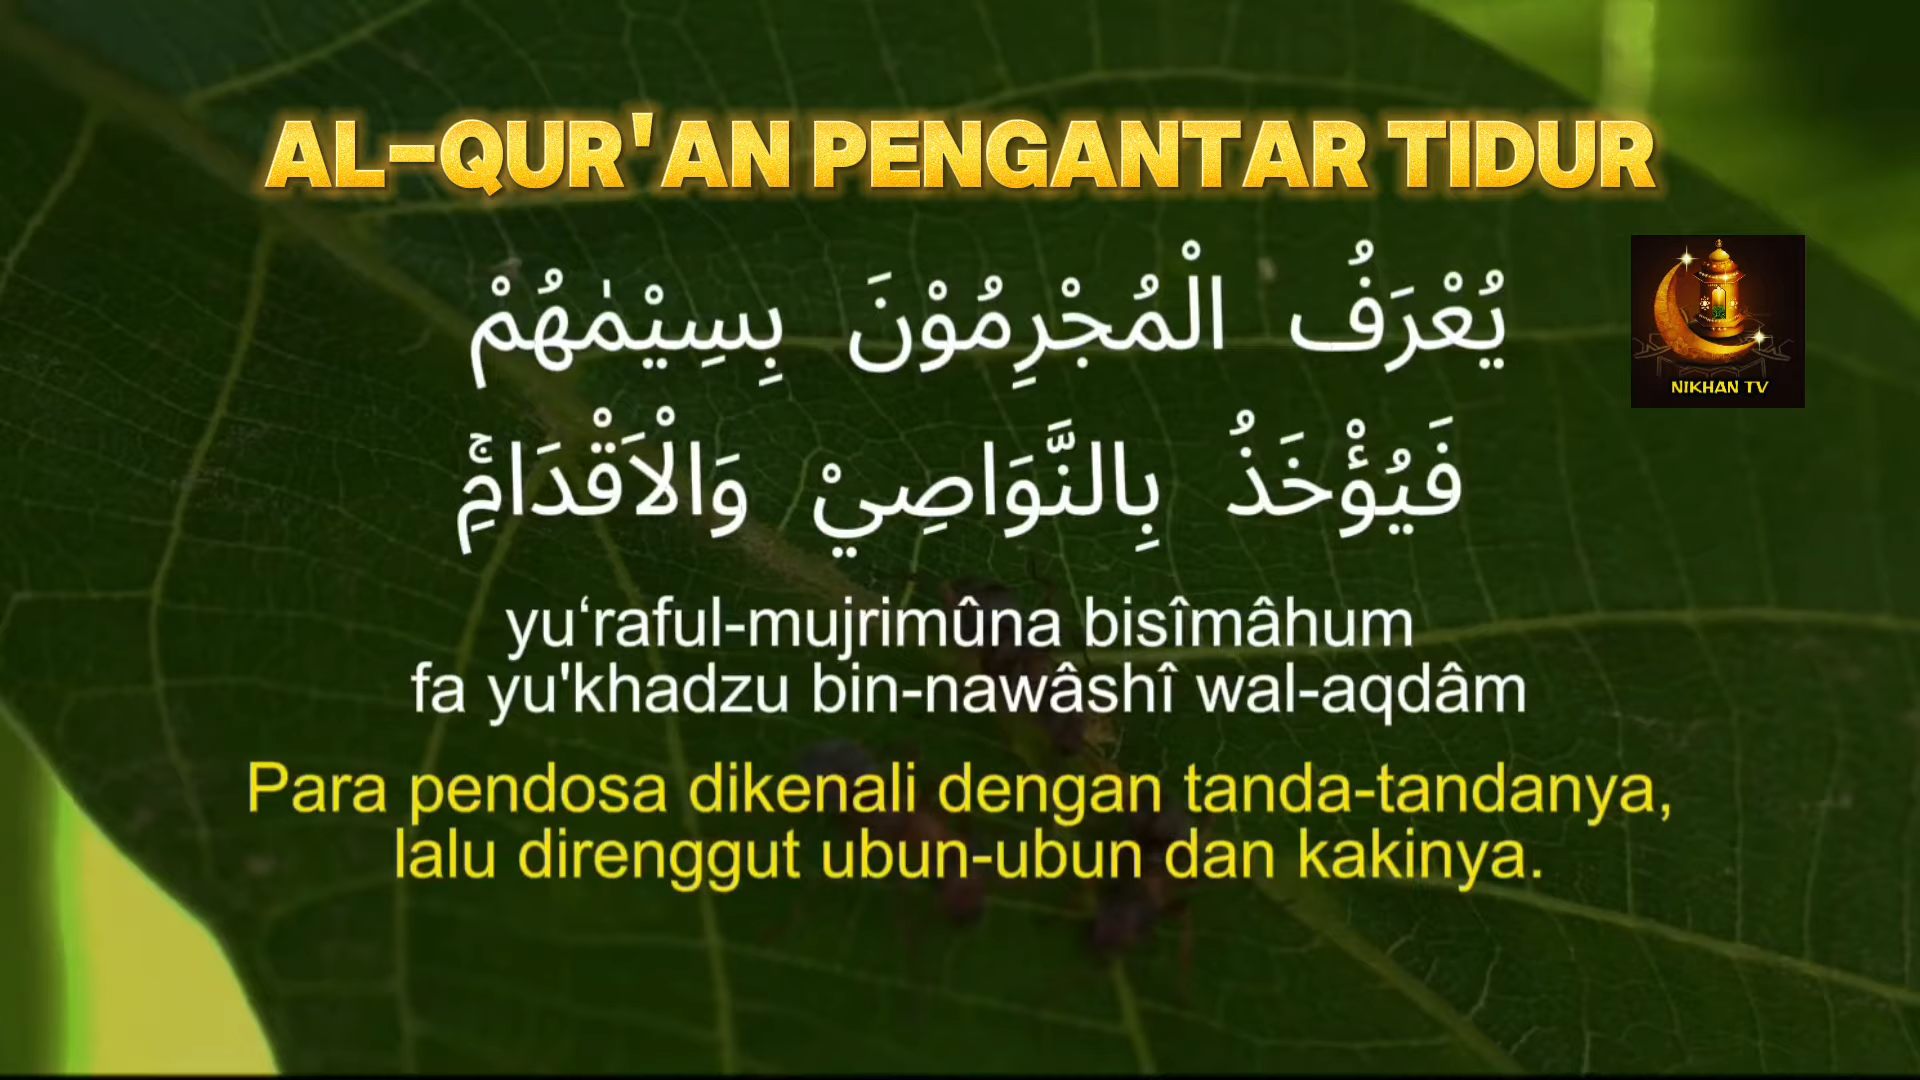 AL-QUR'AN PENGANTAR TIDUR
يُعْرَفُ الْمُجْرِمُوْنَ بِسِيْمٰهُمْ
فَيُؤْخَذُ بِالنَّوَاصِيْ وَالْاَقْدَامِۚ
NIKHAN TV
yu‘raful-mujrimûna bisîmâhum
fa yu'khadzu bin-nawâshî wal-aqdâm
Para pendosa dikenali dengan tanda-tandanya,
lalu direnggut ubun-ubun dan kakinya.